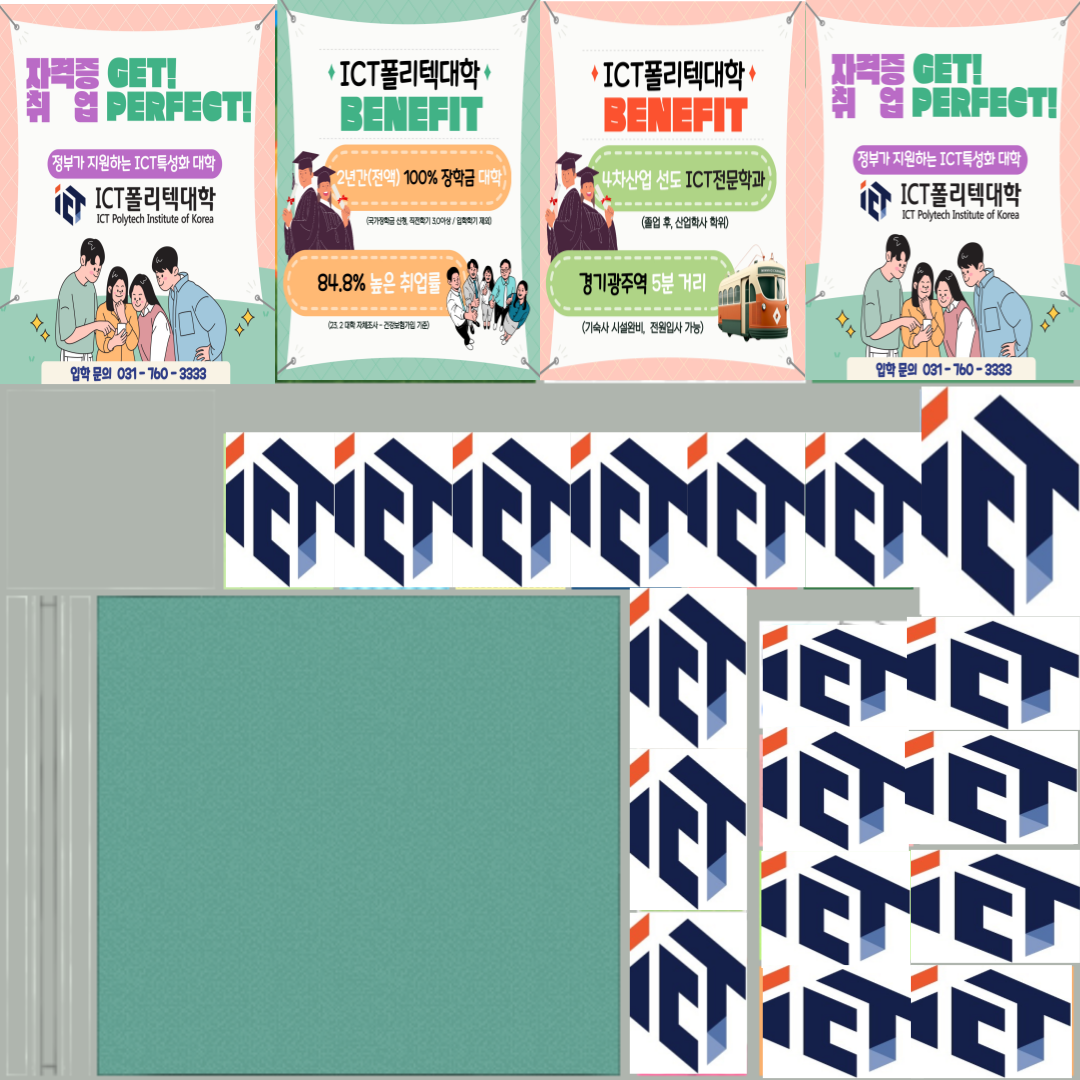 자격증 GET!
취 업 PERFECT!
정부가 지원하는 ICT특성화 대학
ICT폴리텍대학
ICT Polytech Institute of Korea
입학 문의 031 - 760 - 3333
ICT폴리텍대학
BENEFIT
2년간(전액) 100% 장학금 대학
(국가장학금 신청, 직전학기 3.0이상 / 입학학기 제외)
84.8% 높은 취업률
(23. 2 대학 자체조사 - 건강보험가입 기준)
ICT폴리텍대학
BENEFIT
4차산업 선도 ICT전문학과
(졸업 후, 산업학사 학위)
경기광주역 5분 거리
(기숙사 시설완비, 전원입사 가능)
자격증 GET!
취 업 PERFECT!
정부가 지원하는 ICT특성화 대학
ICT폴리텍대학
ICT Polytech Institute of Korea
입학 문의 031 - 760 - 3333